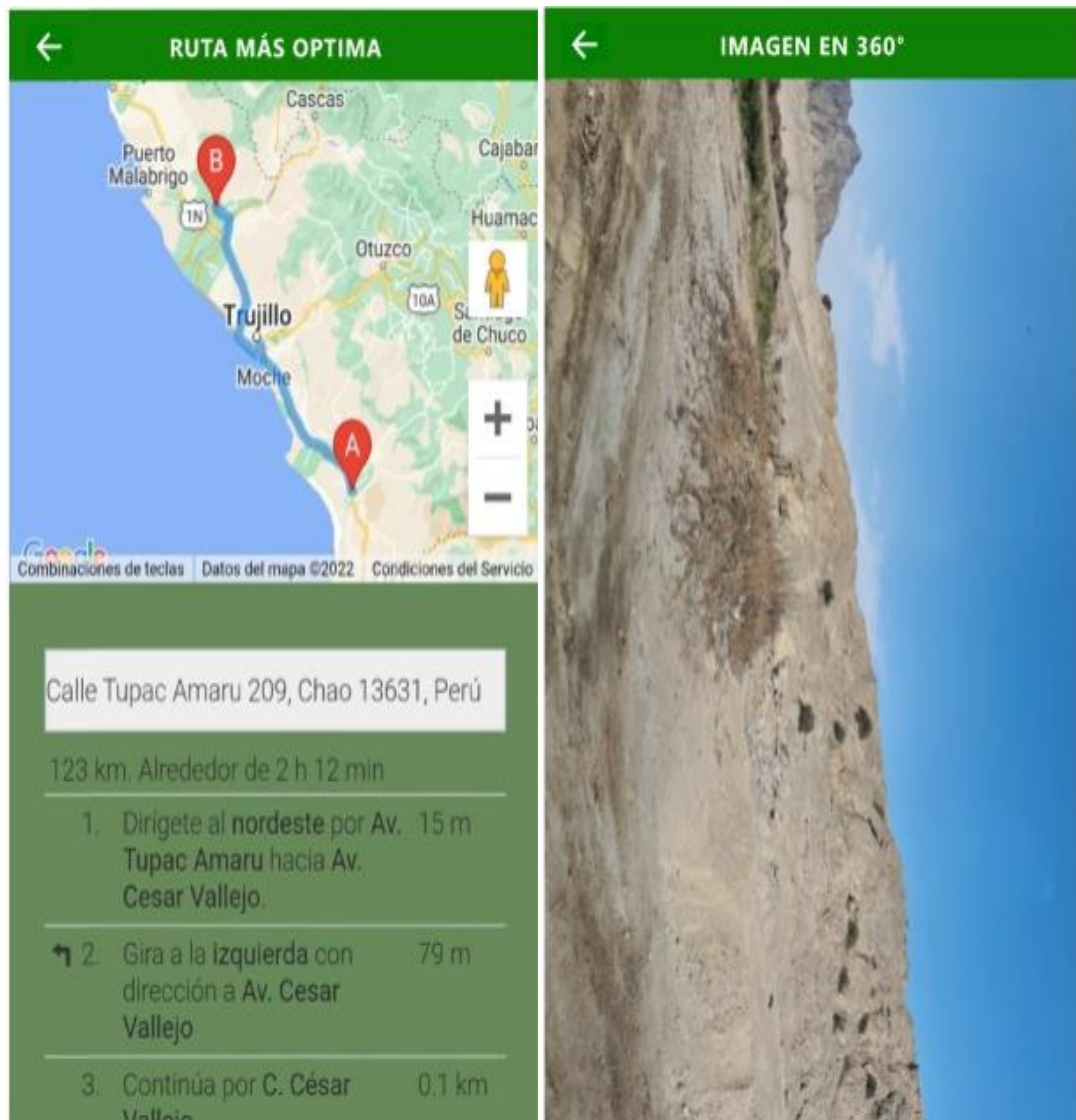 RUTA MÁS OPTIMA
Cascas
Puerto
Malabrigo
B
Cajabar
1N
Huamac
Otuzco
10A
Trujillo
de Chuco
Moche
A
+
−
Google
Combinaciones de teclas Datos del mapa ©2022 Condiciones del Servicio
Calle Tupac Amaru 209, Chao 13631, Perú
123 km. Alrededor de 2 h 12 min
1. Dirígete al nordeste por Av. 15 m
Tupac Amaru hacia Av.
Cesar Vallejo.
2. Gira a la izquierda con 79 m
dirección a Av. Cesar
Vallejo
3. Continúa por C. César 0.1 km
Vallejo
IMAGEN EN 360°